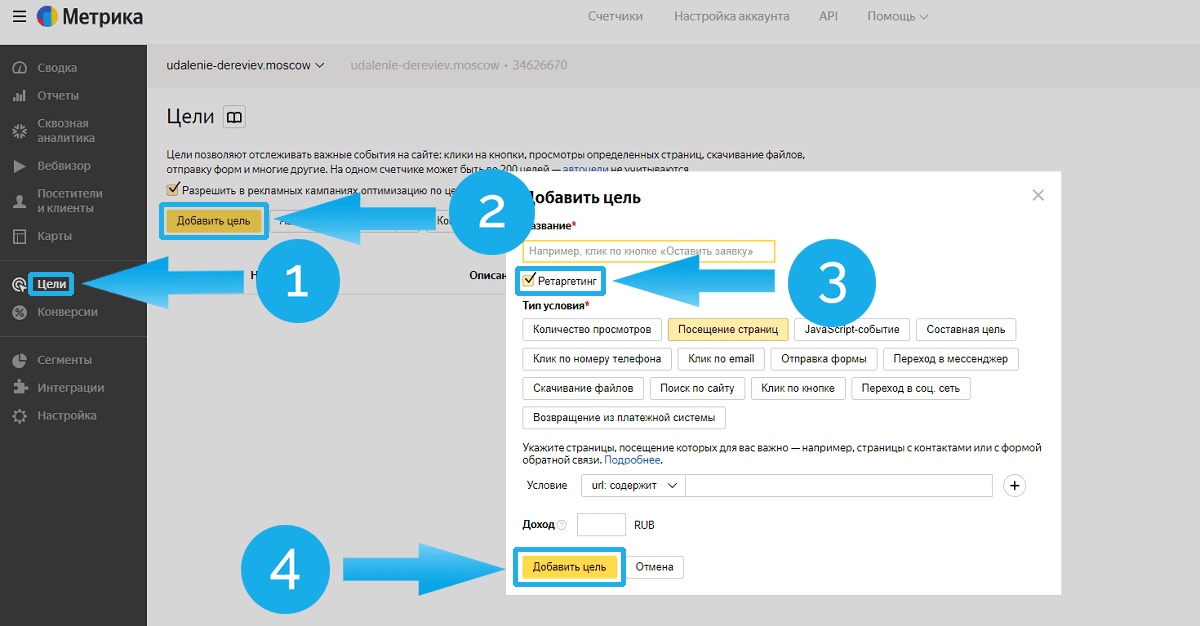 Метрика
Счетчики Настройка аккаунта API Помощь
Сводка
Отчеты
Сквозная
аналитика
Вебвизор
Посетители
и клиенты
Карты
Цели
Конверсии
Сегменты
Интеграции
Настройка
udalenie-dereviev.moscow udalenie-dereviev.moscow • 34626670
Цели
Цели позволяют отслеживать важные события на сайте: клики на кнопки, просмотры определенных страниц, скачивание файлов,
отправку форм и многие другие. На одном счетчике может быть до 200 целей — автоцели не учитываются
Разрешить в рекламных кампаниях оптимизацию по це
Добавить цель
Ко
Н
Описан
1
2
3
4
Добавить цель
азвание*
Например, клик по кнопке «Оставить заявку»
Ретаргетинг
Тип условия*
Количество просмотров Посещение страниц JavaScript-событие Составная цель
Клик по номеру телефона Клик по email Отправка формы Переход в мессенджер
Скачивание файлов Поиск по сайту Клик по кнопке Переход в соц. сеть
Возвращение из платежной системы
Укажите страницы, посещение которых для вас важно — например, страницы с контактами или с формой
обратной связи. Подробнее.
Условие url: содержит
Доход ? RUB
Добавить цель Отмена